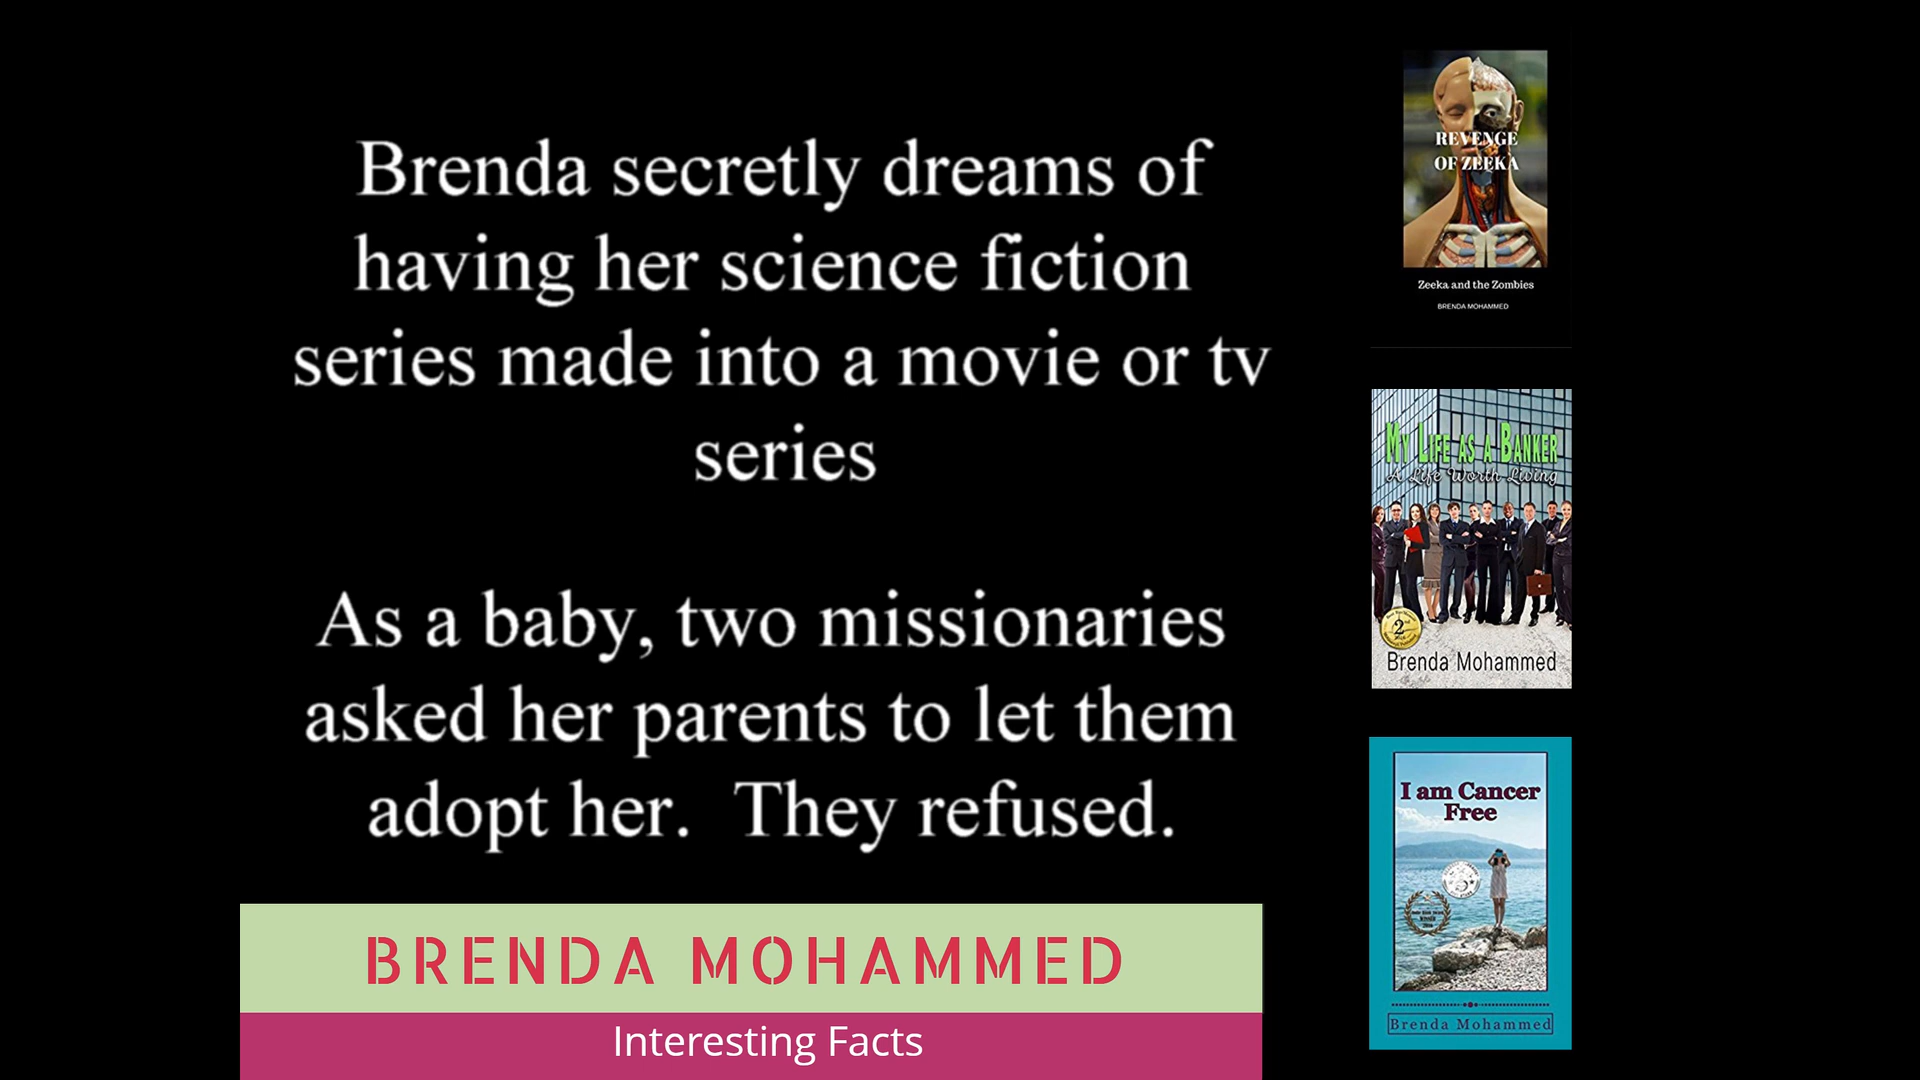 Brenda secretly dreams of
having her science fiction
series made into a movie or tv
series
As a baby, two missionaries
asked her parents to let them
adopt her.  They refused.
BRENDA MOHAMMED
Interesting Facts
REVENGE
OF ZEEKA
Zeeka and the Zombies
BRENDA MOHAMMED
My Life as a Banker
A Life Worth Living
2nd
Brenda Mohammed
I am Cancer
Free
5
Brenda Mohammed